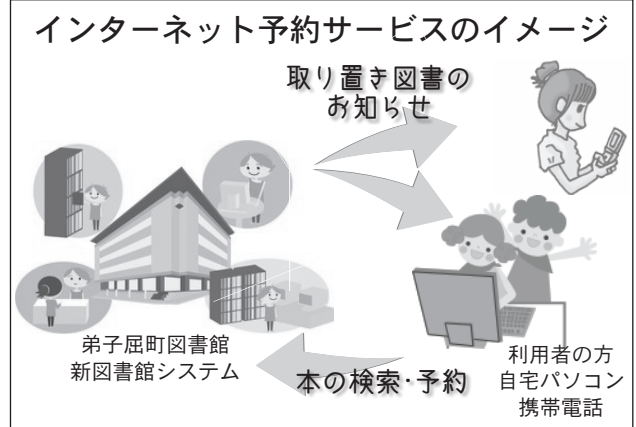 インターネット予約サービスのイメージ
取り置き図書の
お知らせ
弟子屈町図書館
新図書館システム
本の検索・予約
利用者の方
自宅パソコン
携帯電話